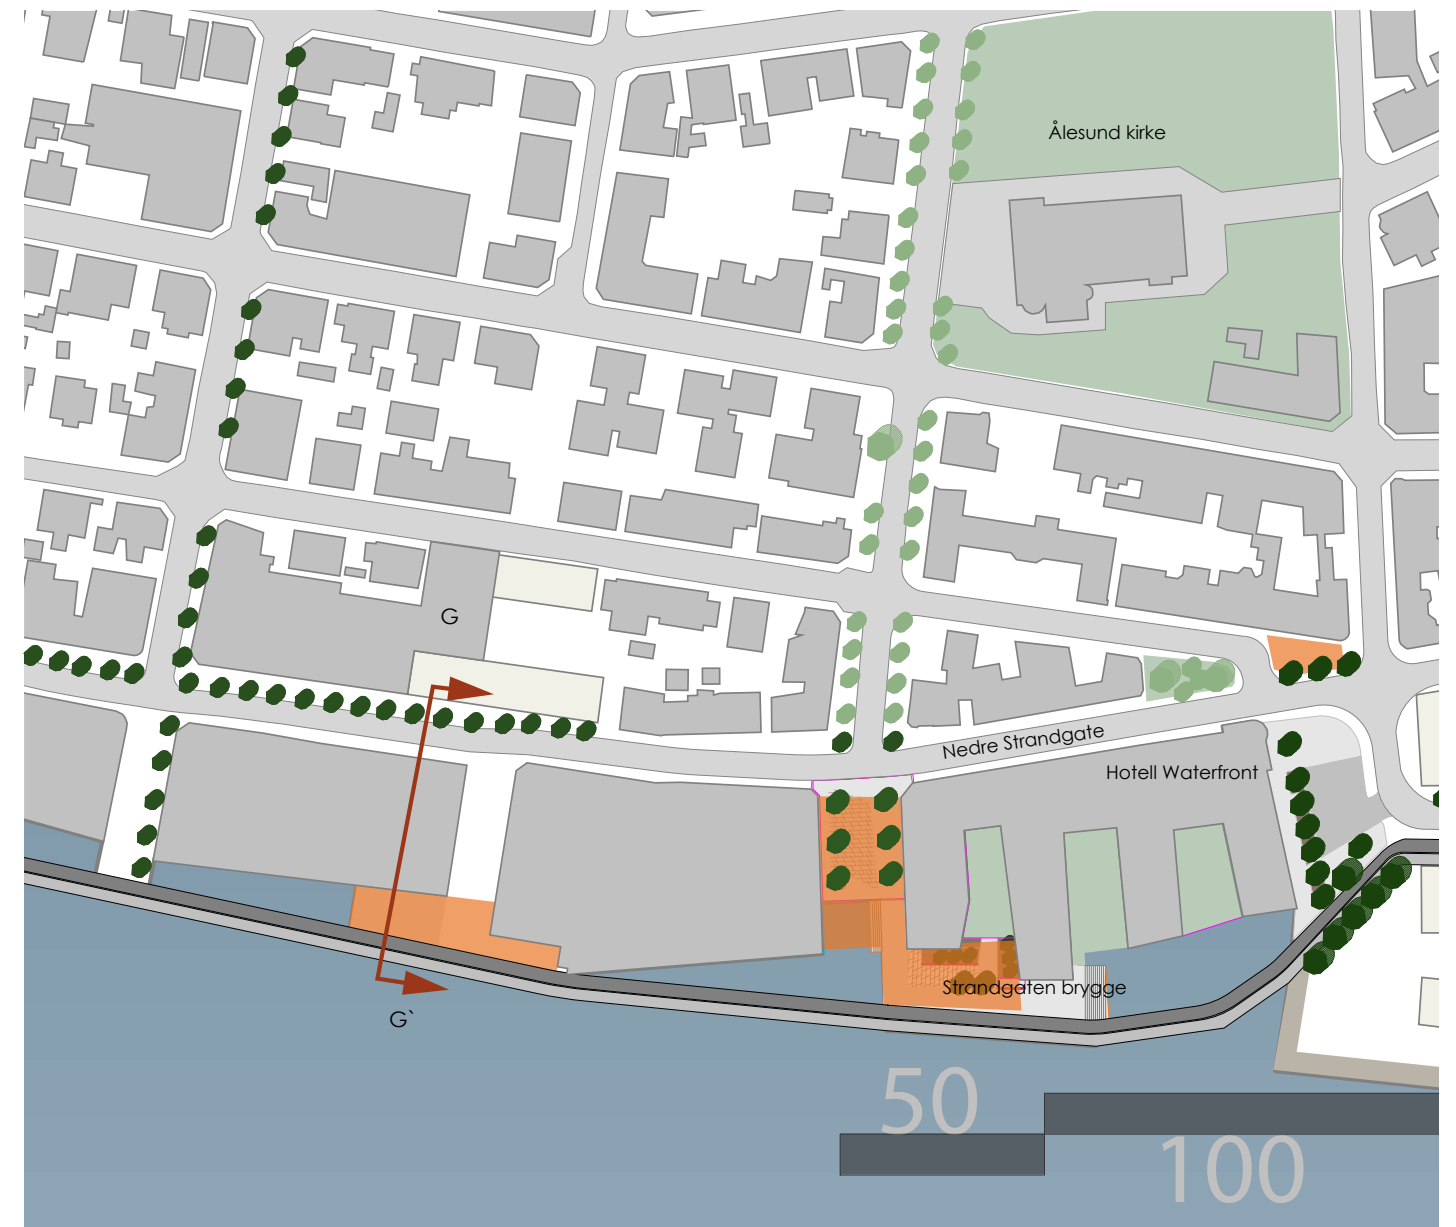 Ålesund kirke
G
Nedre Strandgate
Hotell Waterfront
Strandgaten brygge
G`
50
100